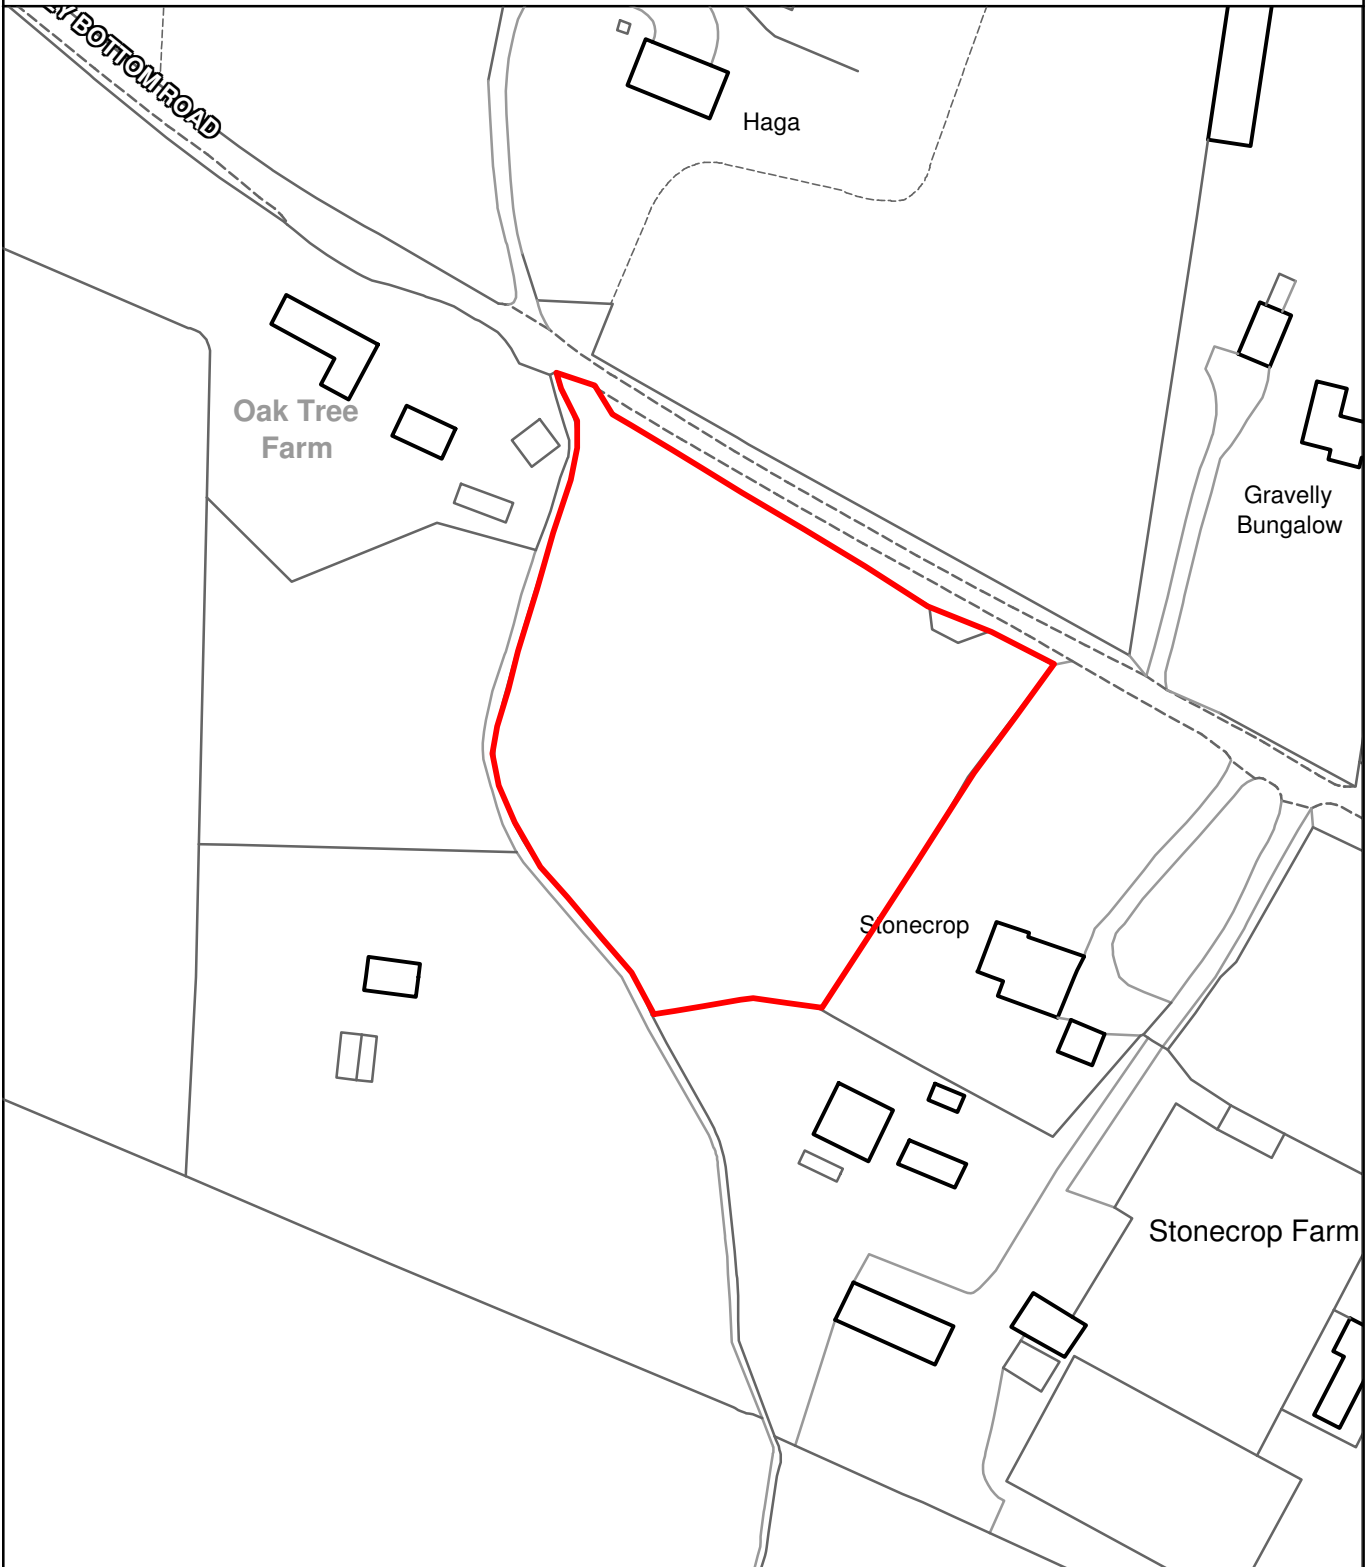 BOTTOM ROAD
Haga
Oak Tree
Farm
Gravelly
Bungalow
Stonecrop
Stonecrop Farm